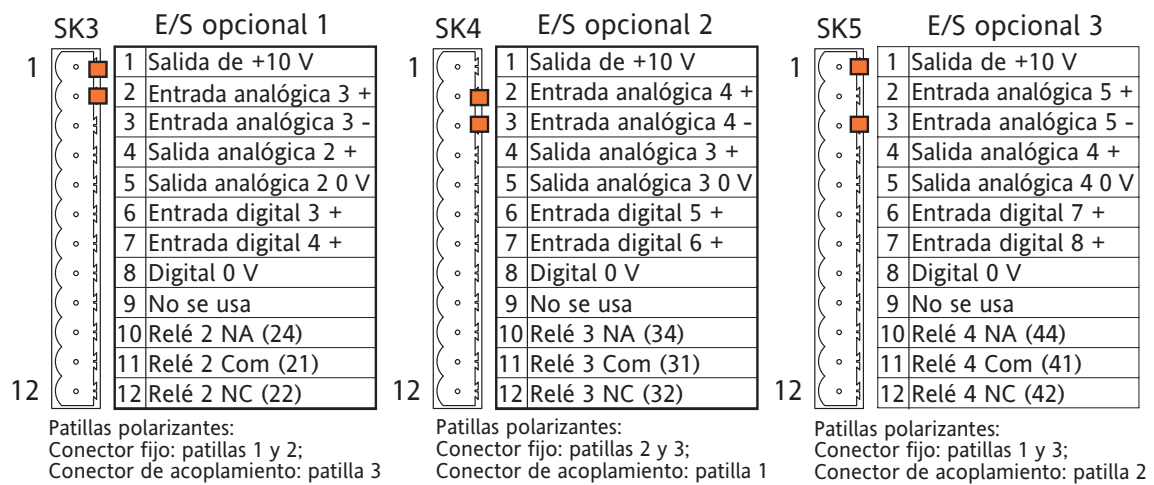 SK3 E/S opcional 1
1
1 Salida de +10 V
2 Entrada analógica 3 +
3 Entrada analógica 3 -
4 Salida analógica 2 +
5 Salida analógica 2 0 V
6 Entrada digital 3 +
7 Entrada digital 4 +
8 Digital 0 V
9 No se usa
10 Relé 2 NA (24)
11 Relé 2 Com (21)
12
12 Relé 2 NC (22)
Patillas polarizantes:
Conector fijo: patillas 1 y 2;
Conector de acoplamiento: patilla 3
SK4 E/S opcional 2
1
1 Salida de +10 V
2 Entrada analógica 4 +
3 Entrada analógica 4 -
4 Salida analógica 3 +
5 Salida analógica 3 0 V
6 Entrada digital 5 +
7 Entrada digital 6 +
8 Digital 0 V
9 No se usa
10 Relé 3 NA (34)
11 Relé 3 Com (31)
12
12 Relé 3 NC (32)
Patillas polarizantes:
Conector fijo: patillas 2 y 3;
Conector de acoplamiento: patilla 1
SK5 E/S opcional 3
1
1 Salida de +10 V
2 Entrada analógica 5 +
3 Entrada analógica 5 -
4 Salida analógica 4 +
5 Salida analógica 4 0 V
6 Entrada digital 7 +
7 Entrada digital 8 +
8 Digital 0 V
9 No se usa
10 Relé 4 NA (44)
11 Relé 4 Com (41)
12
12 Relé 4 NC (42)
Patillas polarizantes:
Conector fijo: patillas 1 y 3;
Conector de acoplamiento: patilla 2